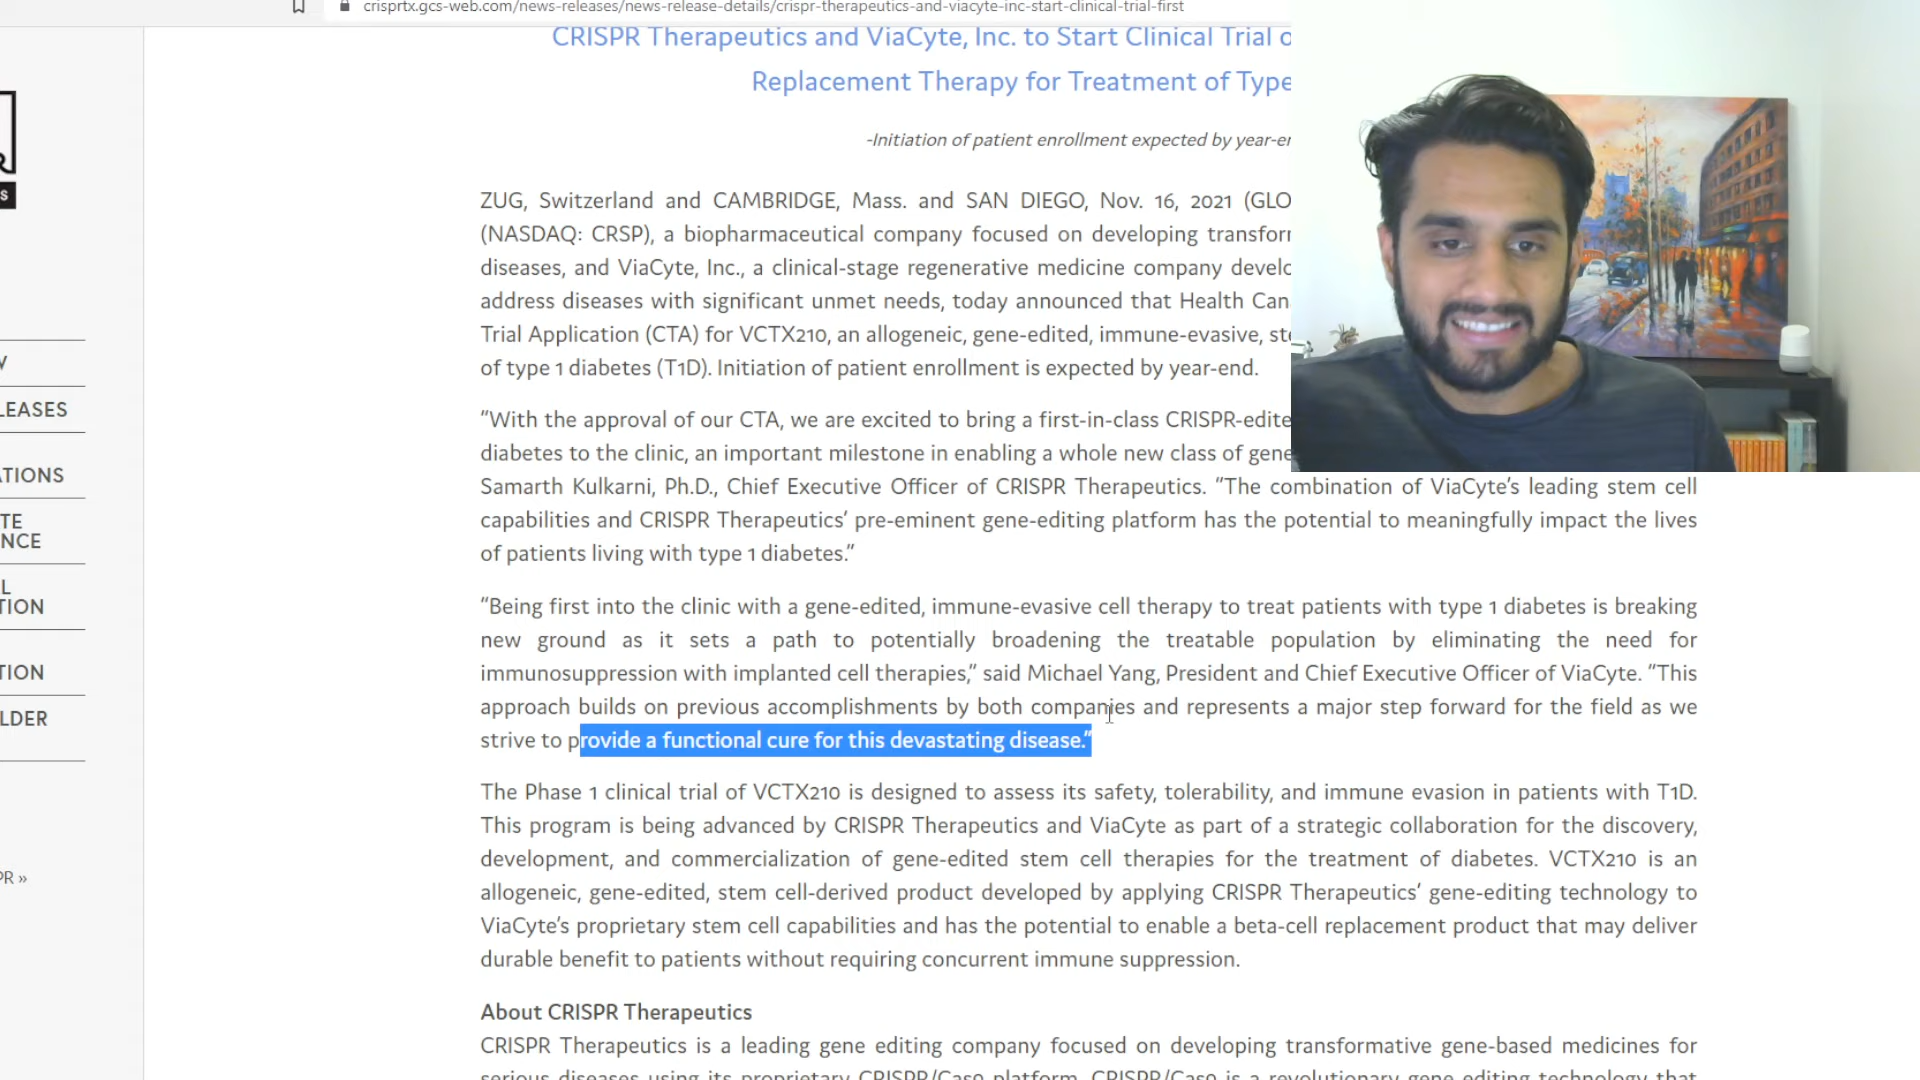 crisprtx.gcs-web.com/news-releases/news-release-details/crispr-therapeutics-and-viacyte-inc-start-clinical-trial-first
CRISPR Therapeutics and ViaCyte, Inc. to Start Clinical Trial
Replacement Therapy for Treatment of Type
-Initiation of patient enrollment expected by
ZUG, Switzerland and CAMBRIDGE, Mass. and SAN DIEGO, Nov. 16, 2021 (GLO
(NASDAQ: CRSP), a biopharmaceutical company focused on developing transfor
diseases, and ViaCyte, Inc., a clinical-stage regenerative medicine company develo
address diseases with significant unmet needs, today announced that Health Can
Trial Application (CTA) for VCTX210, an allogeneic, gene-edited, immune-evasive, st
of type 1 diabetes (T1D). Initiation of patient enrollment is expected by year-end.
“With the approval of our CTA, we are excited to bring a first-in-class CRISPR-edite
diabetes to the clinic, an important milestone in enabling a whole new class of gene
Samarth Kulkarni, Ph.D., Chief Executive Officer of CRISPR Therapeutics. “The combination of ViaCyte’s leading stem cell
capabilities and CRISPR Therapeutics’ pre-eminent gene-editing platform has the potential to meaningfully impact the lives
of patients living with type 1 diabetes.”
“Being first into the clinic with a gene-edited, immune-evasive cell therapy to treat patients with type 1 diabetes is breaking
new ground as it sets a path to potentially broadening the treatable population by eliminating the need for
immunosuppression with implanted cell therapies,” said Michael Yang, President and Chief Executive Officer of ViaCyte. “This
approach builds on previous accomplishments by both companies and represents a major step forward for the field as we
strive to provide a functional cure for this devastating disease.”
The Phase 1 clinical trial of VCTX210 is designed to assess its safety, tolerability, and immune evasion in patients with T1D.
This program is being advanced by CRISPR Therapeutics and ViaCyte as part of a strategic collaboration for the discovery,
development, and commercialization of gene-edited stem cell therapies for the treatment of diabetes. VCTX210 is an
allogeneic, gene-edited, stem cell-derived product developed by applying CRISPR Therapeutics’ gene-editing technology to
ViaCyte’s proprietary stem cell capabilities and has the potential to enable a beta-cell replacement product that may deliver
durable benefit to patients without requiring concurrent immune suppression.
About CRISPR Therapeutics
CRISPR Therapeutics is a leading gene editing company focused on developing transformative gene-based medicines for
serious diseases using its proprietary CRISPR/Cas9 platform. CRISPR/Cas9 is a revolutionary gene editing technology that
S
W
LEASES
ATIONS
TE
NCE
L
TION
TION
LDER
PR »